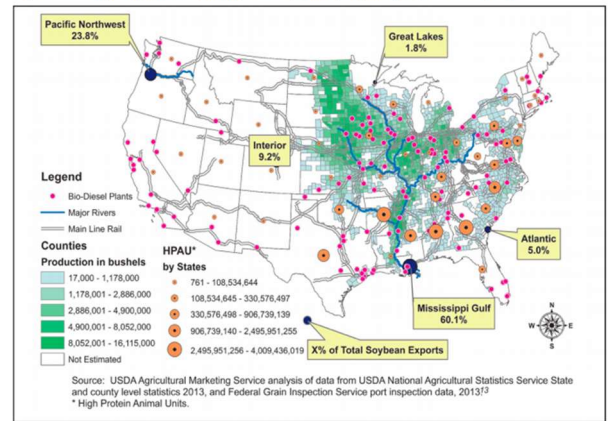 Pacific Northwest
23.8%
Great Lakes
1.8%
Interior
9.2%
Atlantic
5.0%
Mississippi Gulf
60.1%
X% of Total Soybean Exports
Legend
Bio-Diesel Plants
Major Rivers
Main Line Rail
Counties
Production in bushels
17,000 - 1,178,000
1,178,001 - 2,886,000
2,886,001 - 4,900,000
4,900,001 - 8,052,000
8,052,001 - 16,115,000
Not Estimated
HPAU*
by States
761 - 108,534,644
108,534,645 - 330,576,497
330,576,498 - 906,739,139
906,739,140 - 2,495,951,255
2,495,951,256 - 4,009,436,019
N
W E
S
Source: USDA Agricultural Marketing Service analysis of data from USDA National Agricultural Statistics Service State
and county level statistics 2013, and Federal Grain Inspection Service port inspection data, 2013!73
* High Protein Animal Units.